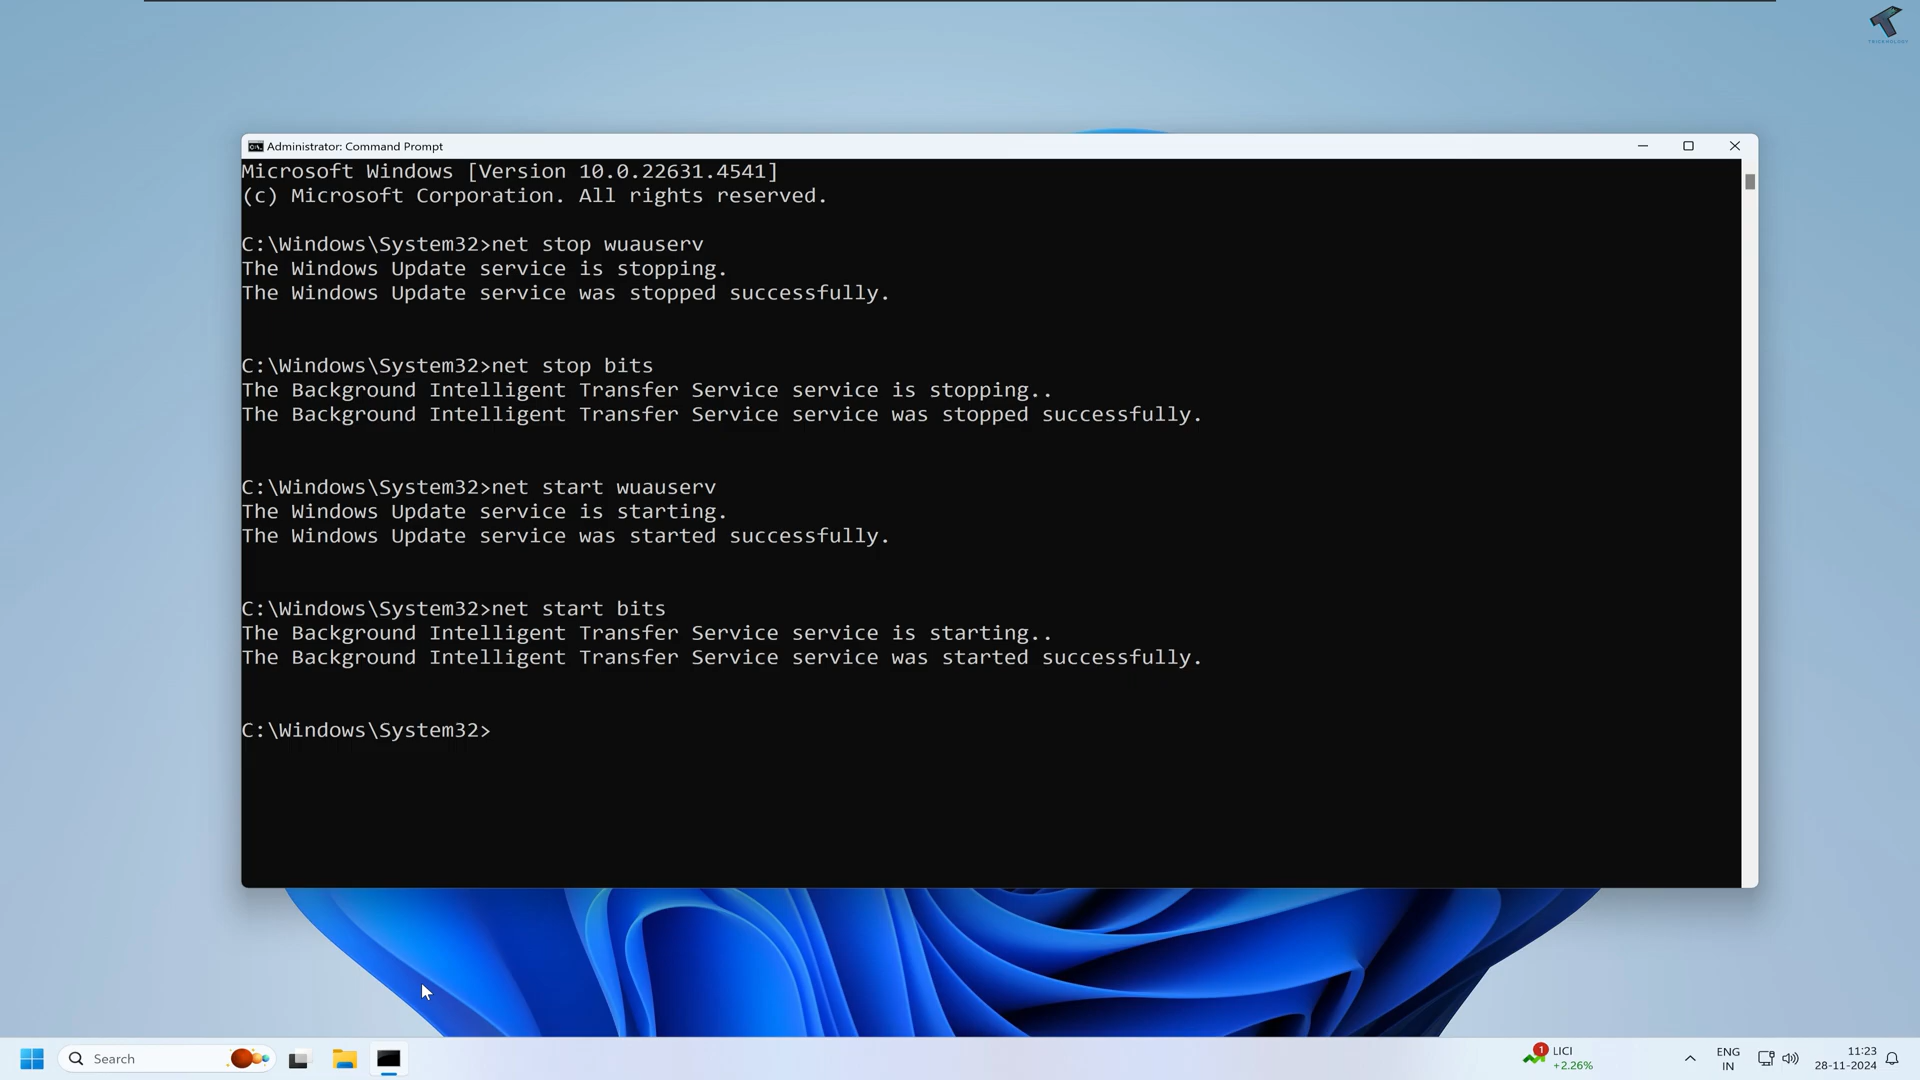 TRICKNOLOGY
Administrator: Command Prompt
Microsoft Windows [Version 10.0.22631.4541]
(c) Microsoft Corporation. All rights reserved.
C:\Windows\System32>net stop wuauserv
The Windows Update service is stopping.
The Windows Update service was stopped successfully.
C:\Windows\System32>net stop bits
The Background Intelligent Transfer Service service is stopping..
The Background Intelligent Transfer Service service was stopped successfully.
C:\Windows\System32>net start wuauserv
The Windows Update service is starting.
The Windows Update service was started successfully.
C:\Windows\System32>net start bits
The Background Intelligent Transfer Service service is starting..
The Background Intelligent Transfer Service service was started successfully.
C:\Windows\System32>
Search
1
LICI
+2.26%
ENG
IN
11:23
28-11-2024